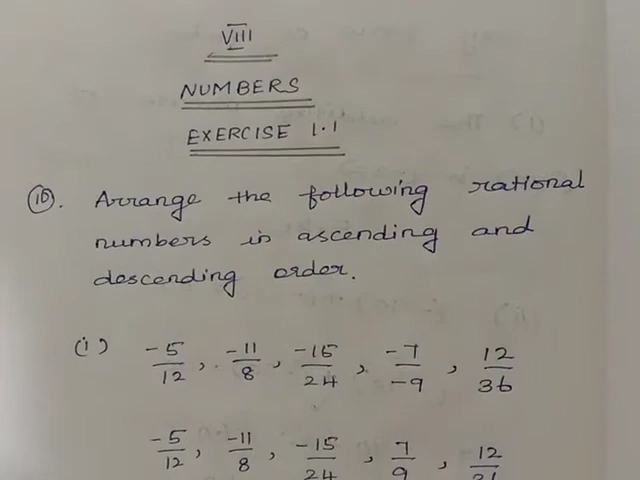 VIII
NUMBERS
EXERCISE 1.1
10. Arrange the following rational
numbers in ascending and
descending order.
(i) -5/12, -11/8, -15/24, -7/-9, 12/36
-5/12, -11/8, -15/24, 7/9, 12/